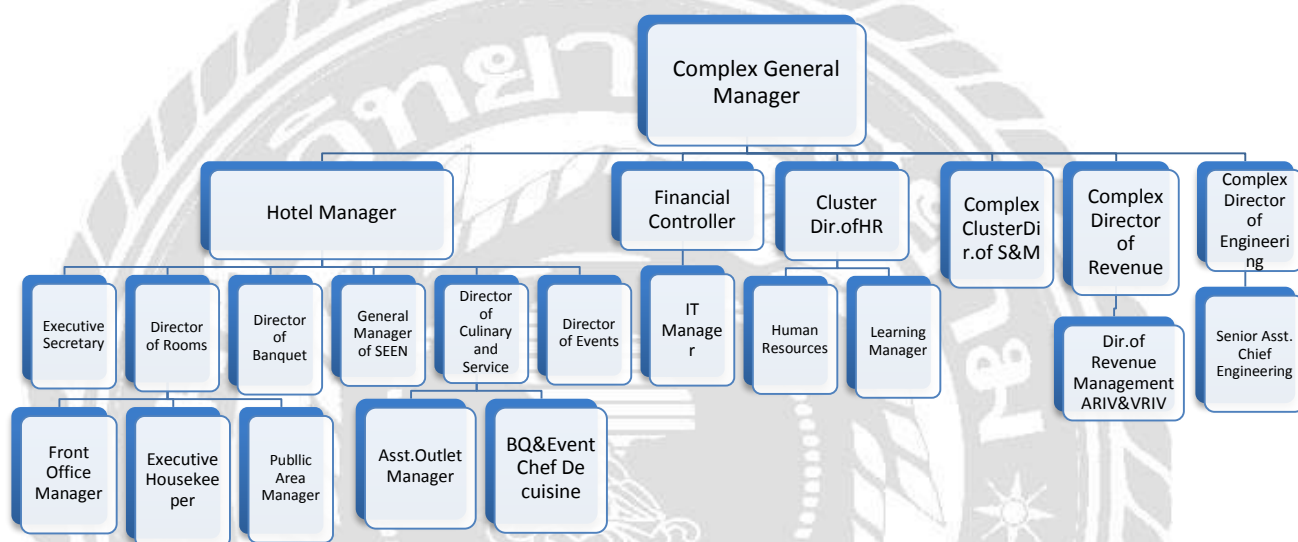 Complex General
Manager
Hotel Manager
Financial
Controller
Cluster
Dir.ofHR
Complex
ClusterDi
r.of S&M
Complex
Director
of
Revenue
Complex
Director
of
Engineeri
ng
Executive
Secretary
Director
of Rooms
Director
of
Banquet
General
Manager
of SEEN
Director
of
Culinary
and
Service
Director
of Events
IT
Manage
r
Human
Resources
Learning
Manager
Dir.of
Revenue
Management
ARIV&VRIV
Senior Asst.
Chief
Engineering
Front
Office
Manager
Executive
Housekee
per
Publlic
Area
Manager
Asst.Outlet
Manager
BQ&Event
Chef De
cuisine